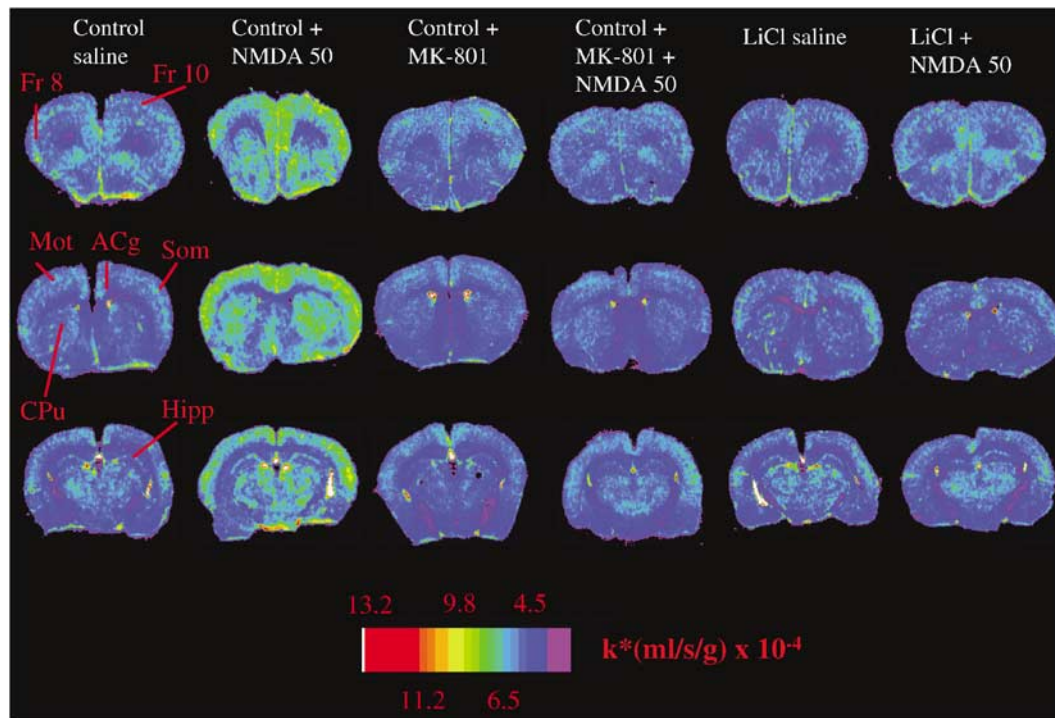 Control
saline
Control +
NMDA 50
Control +
MK-801
Control +
MK-801 +
NMDA 50
LiCl saline
LiCl +
NMDA 50
Fr 8
Fr 10
Mot
ACg
Som
CPu
Hipp
13.2
9.8
4.5
k*(ml/s/g) x 10-4
11.2
6.5